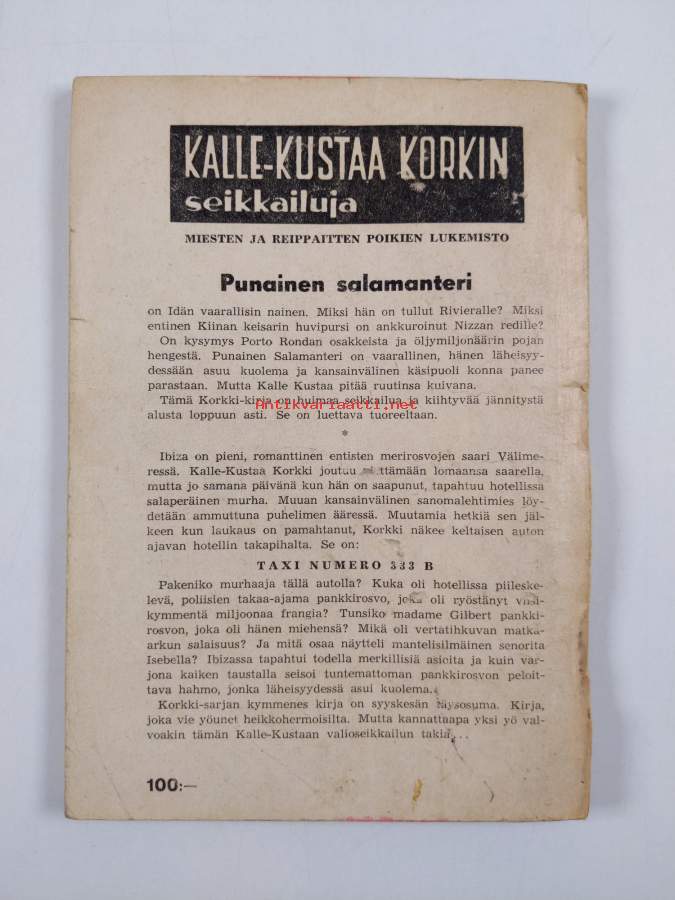 KALLE-KUSTAA KORKIN
seikkailuja
MIESTEN JA REIPPAITTEN POIKIEN LUKEMISTO
Punainen salamanteri
on Idän vaarallisin nainen. Miksi hän on tullut Rivieralle? Miksi
entinen Kiinan keisarin huvipursi on ankkuroinut Nizzan redille?
On kysymys Porto Rondan osakkeista ja öljymiljonäärin pojan
hengestä. Punainen Salamanteri on vaarallinen, hänen läheisyy-
dessään asuu kuolema ja kansainvälinen käsipuoli konna panee
parastaan. Mutta Kalle Kustaa pitää ruutinsa kuivana.
Tämä Korkki-kirja on huimaa seikkailua ja kiihtyvää jännitystä
alusta loppuun asti. Se on luettava tuoreeltaan.
Antikvariaatti.net
*
Ibiza on pieni, romanttinen entisten merirosvojen saari Välime-
ressä. Kalle-Kustaa Korkki joutuu lomaansa saarella,
mutta jo samana päivänä kun hän on saapunut, tapahtuu hotellissa
salaperäinen murha. Muuan kansainvälinen sanomalehtimies löy-
detään ammuttuna puhelimen ääressä. Muutamia hetkiä sen jäl-
keen kun laukaus on pamahtanut, Korkki näkee keltaisen auton
ajavan hotellin takapihalta. Se on:
TAXI NUMERO 333 B
Pakeniko murhaaja tällä autolla? Kuka oli hotellissa piileske-
levä, poliisien takaa-ajama pankkirosvo, joka oli ryöstänyt viisi-
kymmentä miljoonaa frangia? Tunsiko madame Gilbert pankki-
rosvon, joka oli hänen miehensä? Mikä oli vertatihkuvan matka-
arkun salaisuus? Ja mitä osaa näytteli mantelisilmäinen senorita
Isebella? Ibizassa tapahtui todella merkillisiä asioita ja kuin var-
jona kaiken taustalla seisoi tuntemattoman pankkirosvon peloit-
tava hahmo, jonka läheisyydessä asui kuolema.
Korkki-sarjan kymmenes kirja on syyskesän täysosuma. Kirja,
joka vie yöunet heikkohermoisilta. Mutta kannattaapa yksi yö val-
voakin tämän Kalle-Kustaan valioseikkailun takia...
100:—